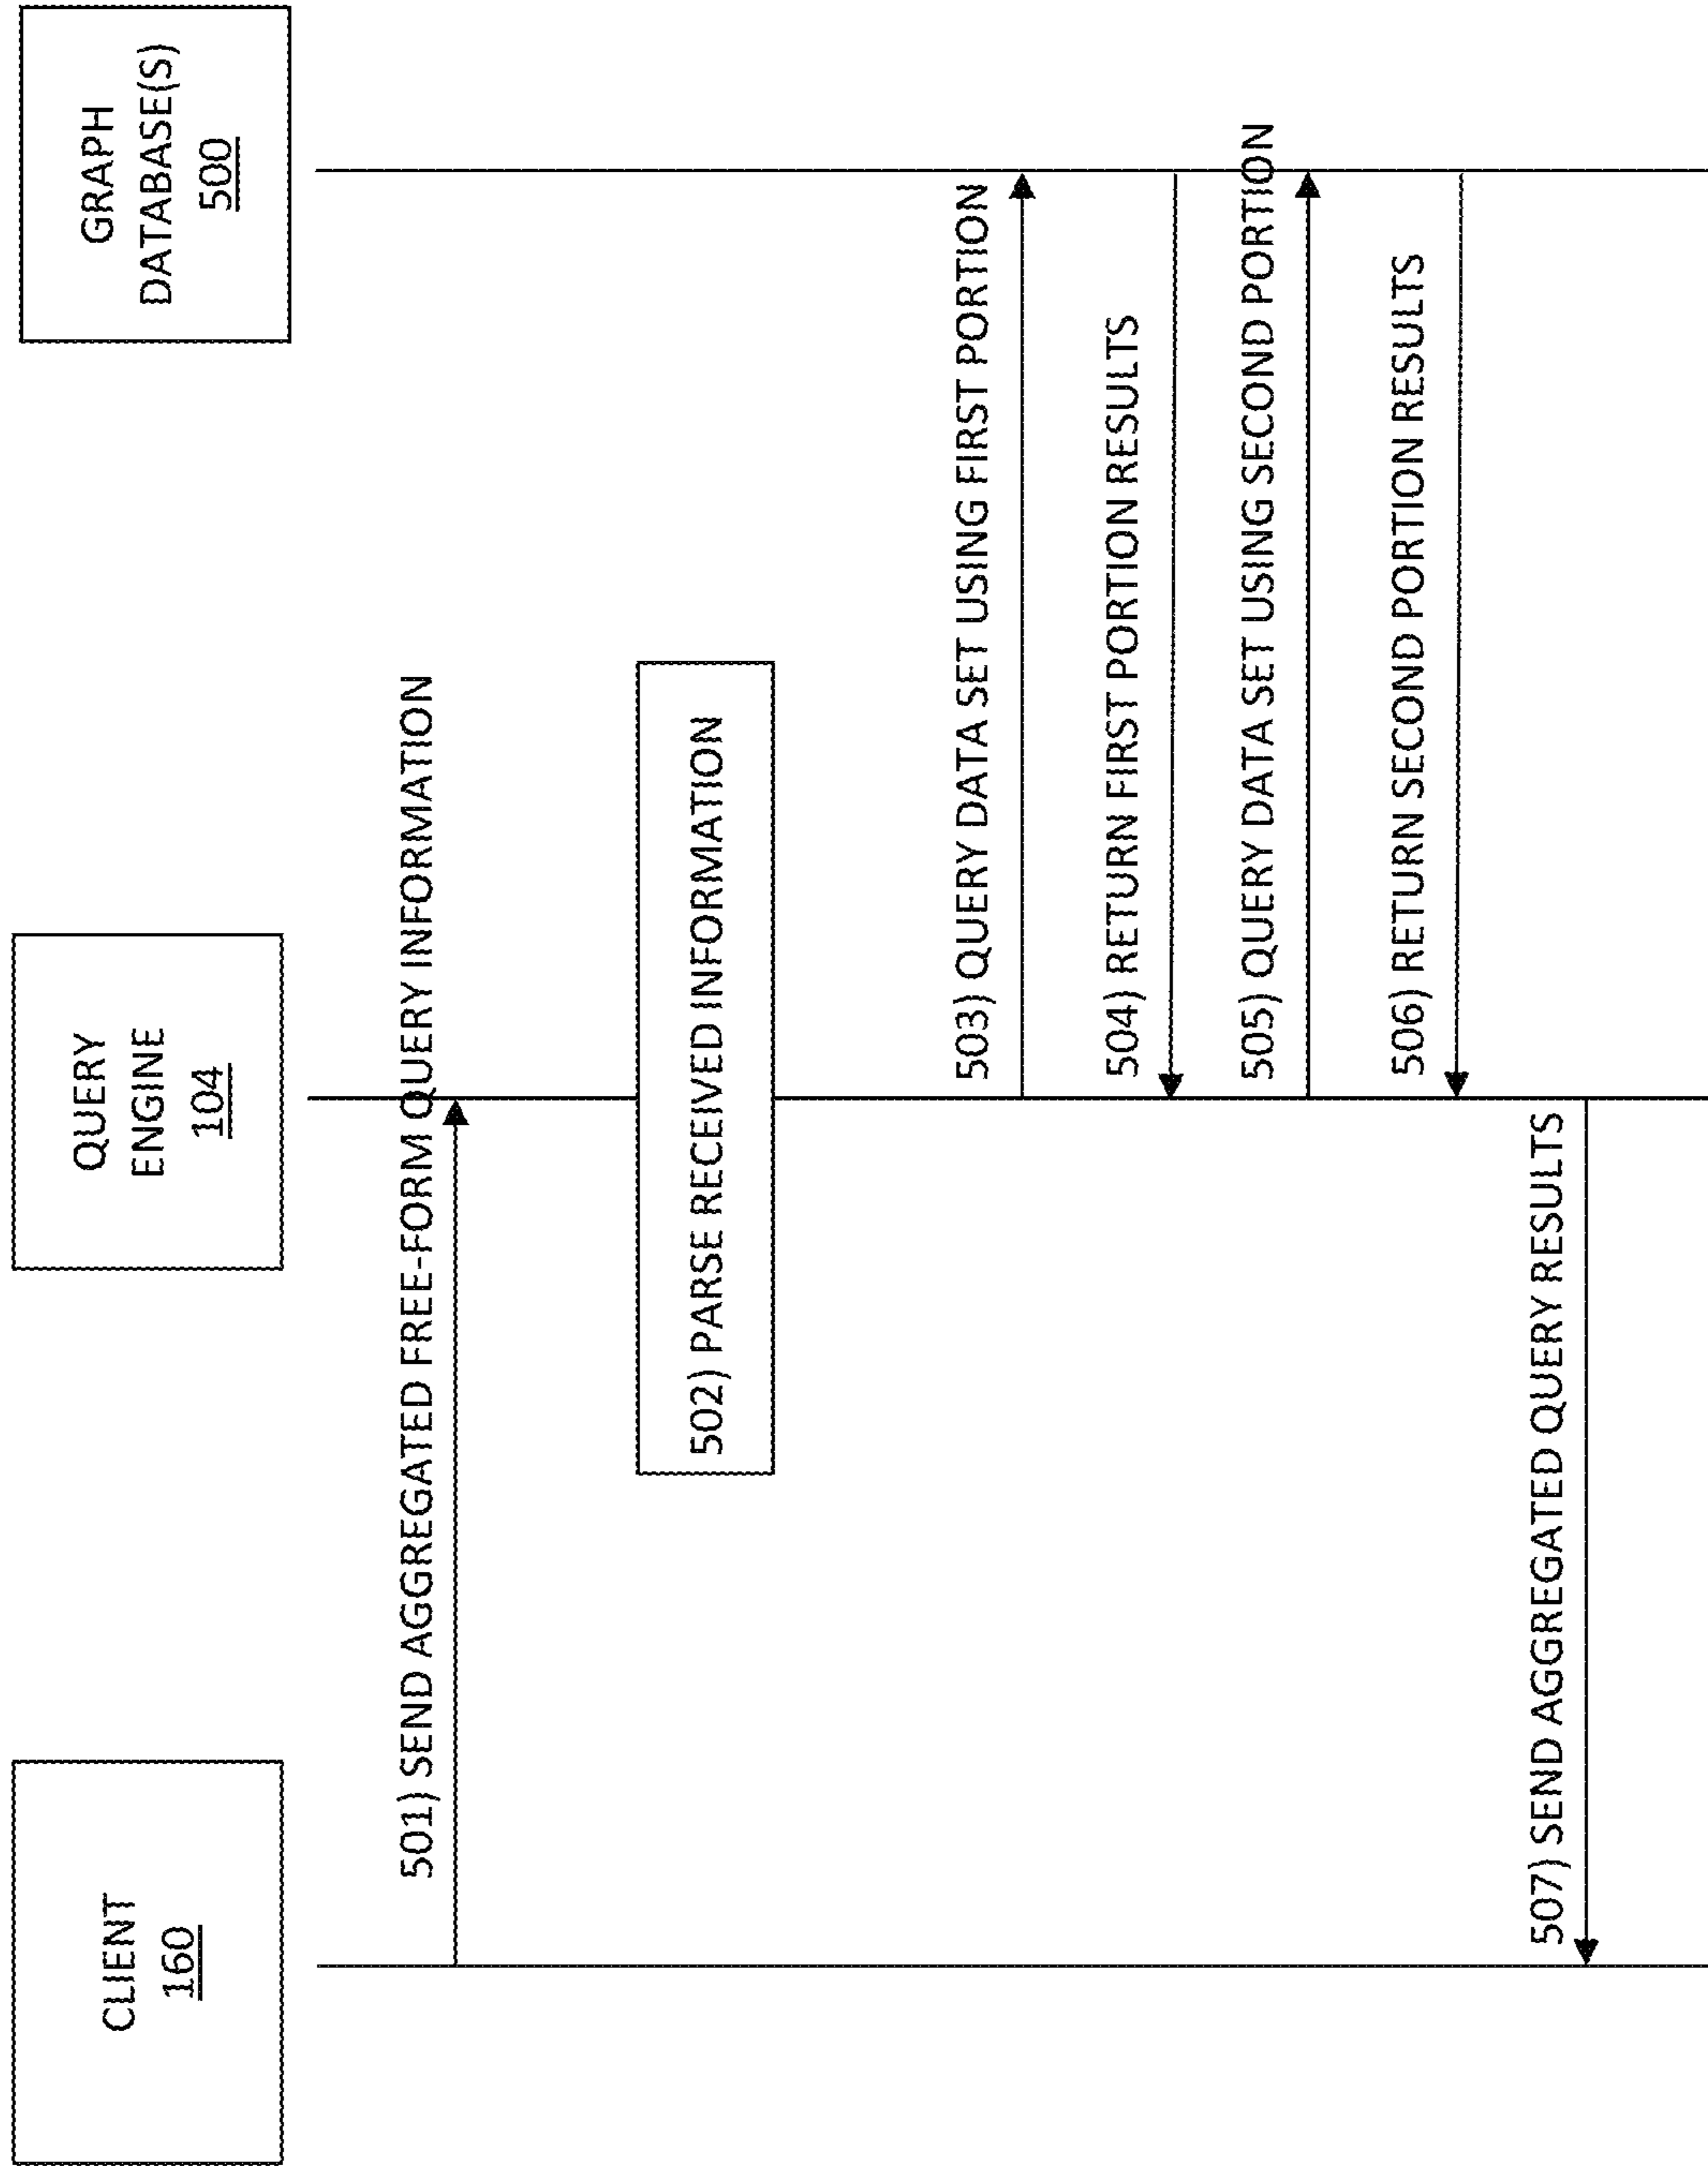 CLIENT
160
QUERY
ENGINE
104
GRAPH
DATABASE(S)
500
501) SEND AGGREGATED FREE-FORM QUERY INFORMATION
502) PARSE RECEIVED INFORMATION
503) QUERY DATA SET USING FIRST PORTION
504) RETURN FIRST PORTION RESULTS
505) QUERY DATA SET USING SECOND PORTION
506) RETURN SECOND PORTION RESULTS
507) SEND AGGREGATED QUERY RESULTS